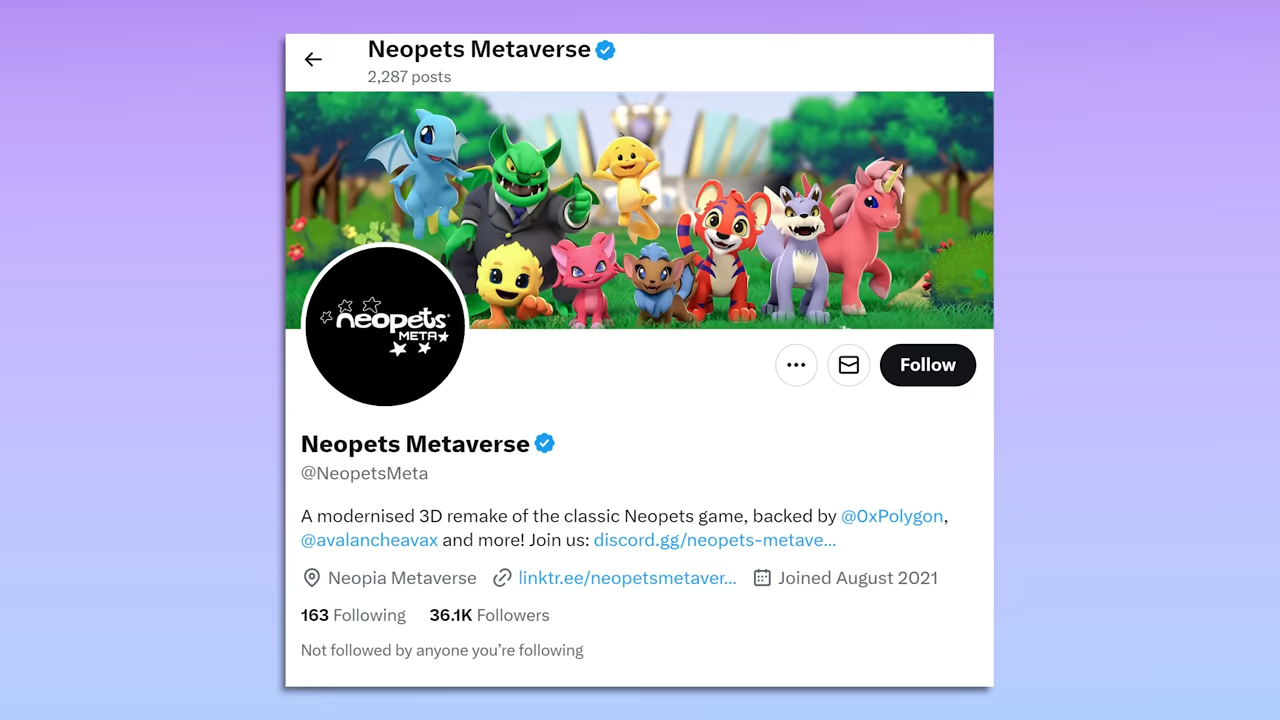 Neopets Metaverse
2,287 posts
neopets
META
Follow
Neopets Metaverse
@NeopetsMeta
A modernised 3D remake of the classic Neopets game, backed by @0xPolygon,
@avalancheavax and more! Join us: discord.gg/neopets-metave...
Neopia Metaverse linktr.ee/neopetsmetaver... Joined August 2021
163 Following 36.1K Followers
Not followed by anyone you’re following